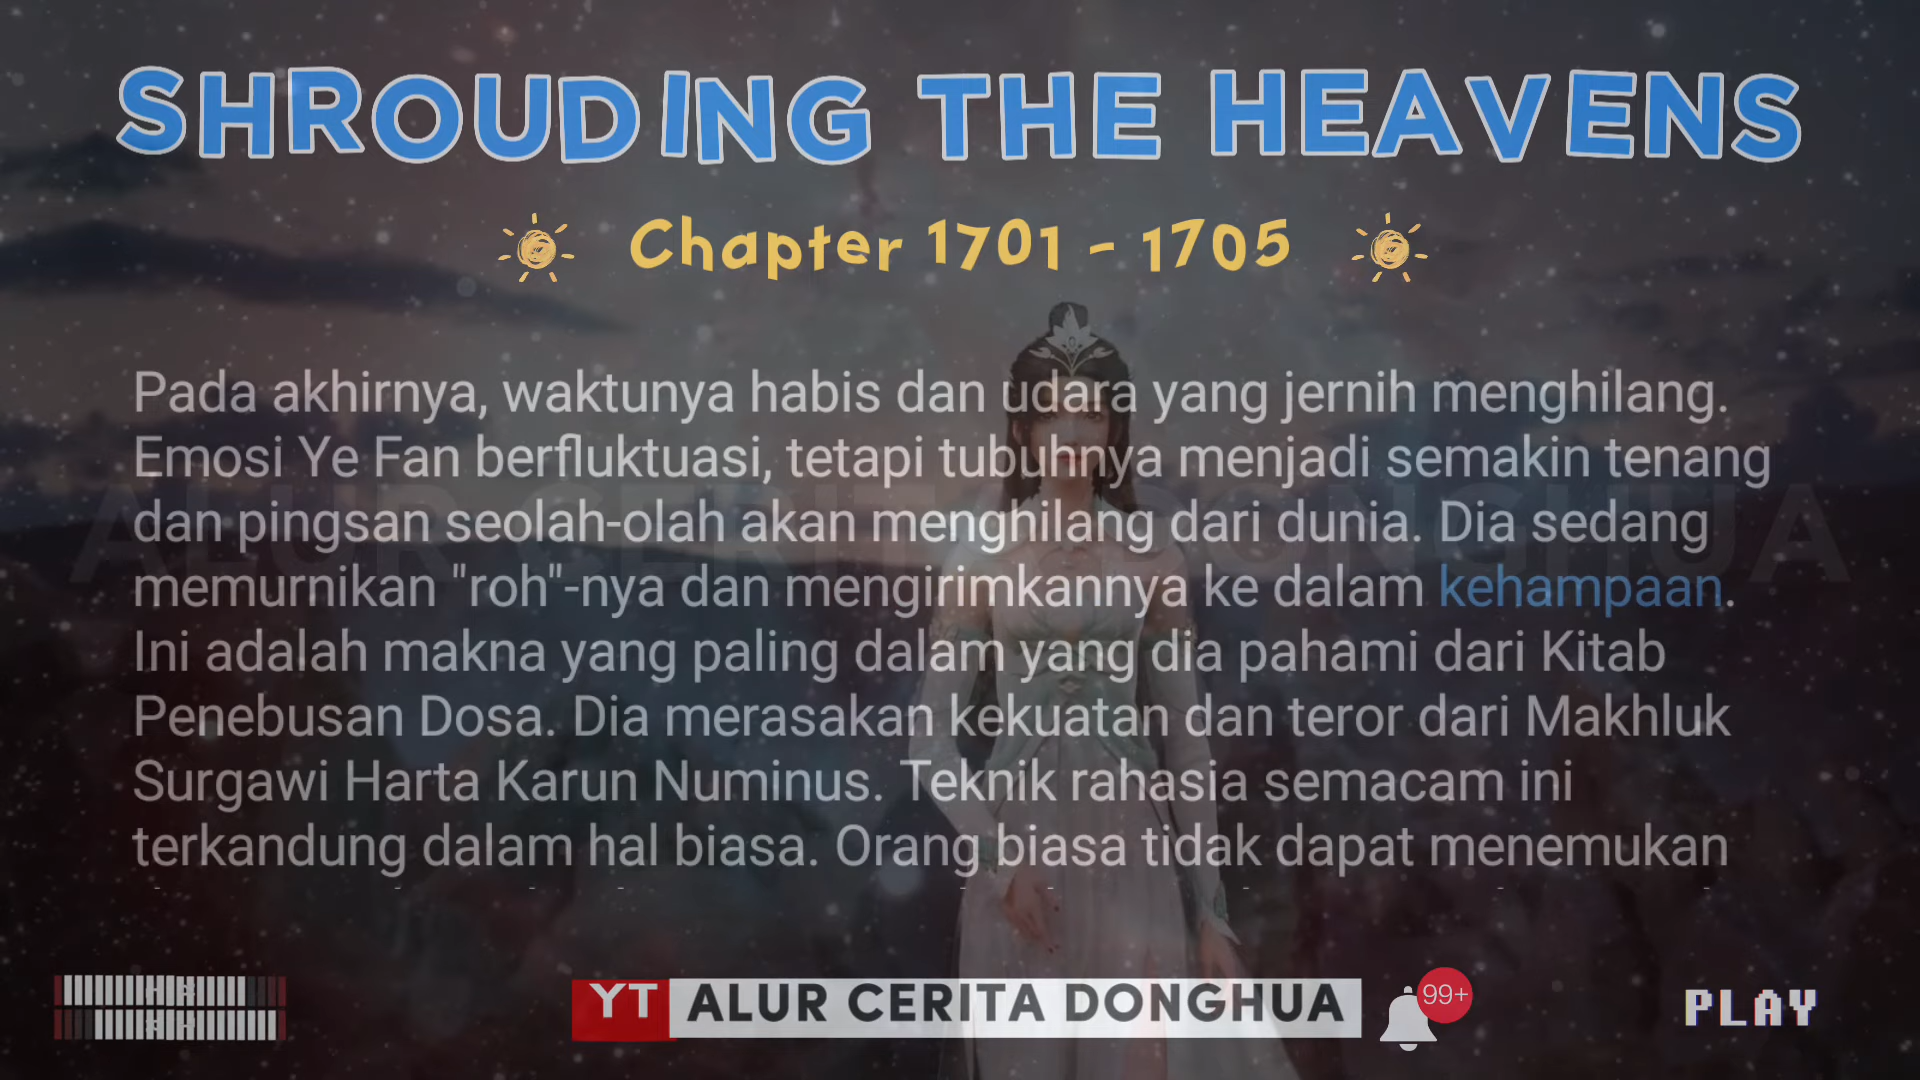 SHROUDING THE HEAVENS
Chapter 1701 - 1705
Pada akhirnya, waktunya habis dan udara yang jernih menghilang.
Emosi Ye Fan berfluktuasi, tetapi tubuhnya menjadi semakin tenang
dan pingsan seolah-olah akan menghilang dari dunia. Dia sedang
memurnikan "roh"-nya dan mengirimkannya ke dalam kehampaan.
Ini adalah makna yang paling dalam yang dia pahami dari Kitab
Penebusan Dosa. Dia merasakan kekuatan dan teror dari Makhluk
Surgawi Harta Karun Numinus. Teknik rahasia semacam ini
terkandung dalam hal biasa. Orang biasa tidak dapat menemukan
ALUR CERITA DONGHUA
YT ALUR CERITA DONGHUA
99+
PLAY